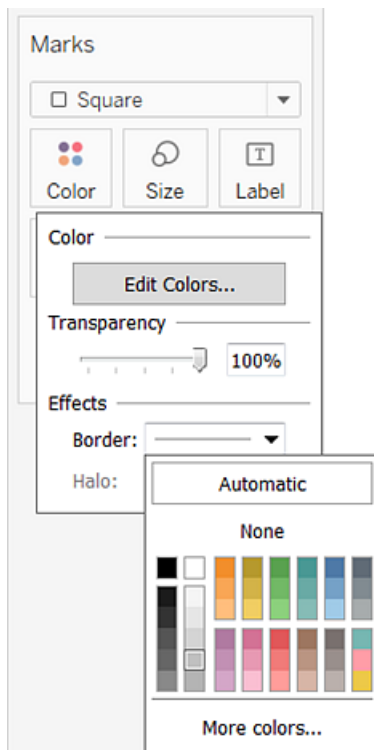 Marks
Square
Color Size Label
T
Color
Edit Colors...
Transparency
100%
Effects
Border:
Halo:
Automatic
None
More colors...